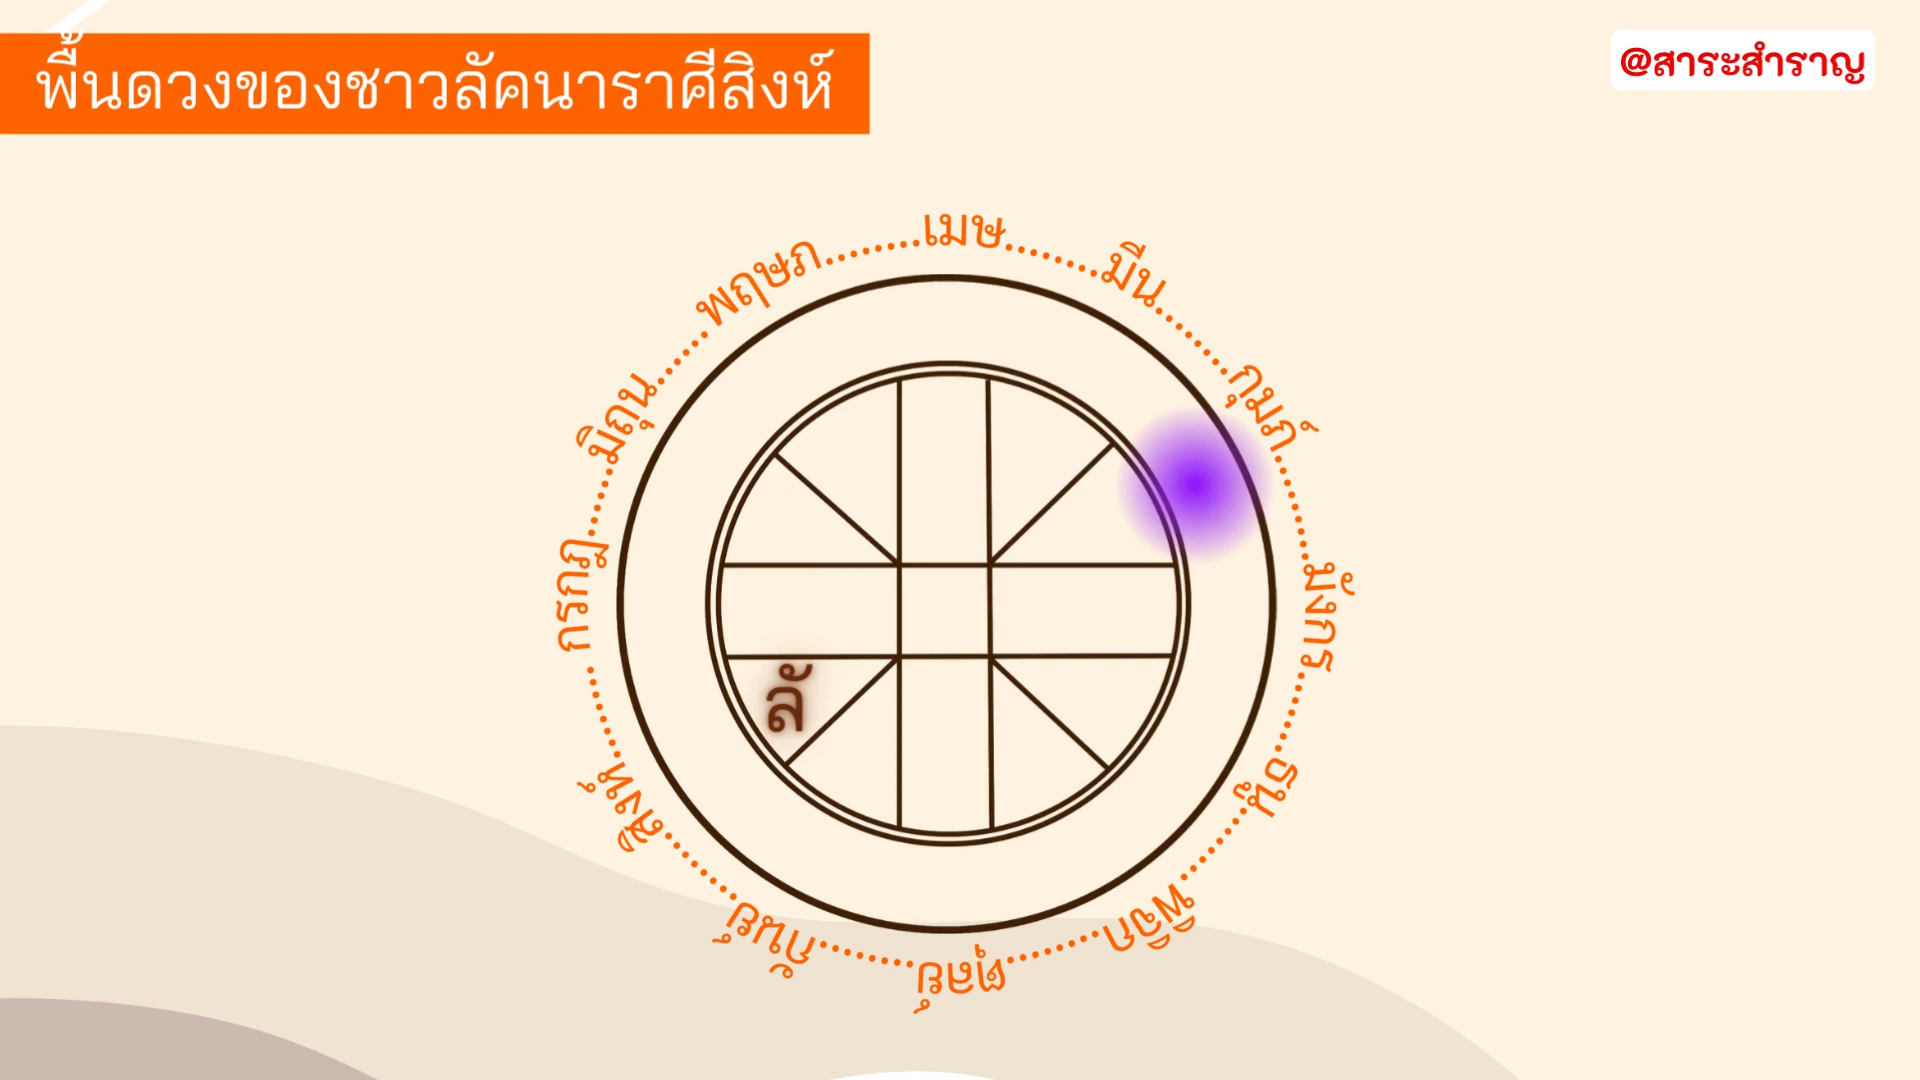 พื้นดวงของชาวลัคนาราศีสิงห์
@สาระสำราญ
เมษ
มีน
กุมภ์
มังกร
ธนู
พิจิก
ตุลย์
กันย์
สิงห์
กรกฎ
มิถุน
พฤษภ
ลั